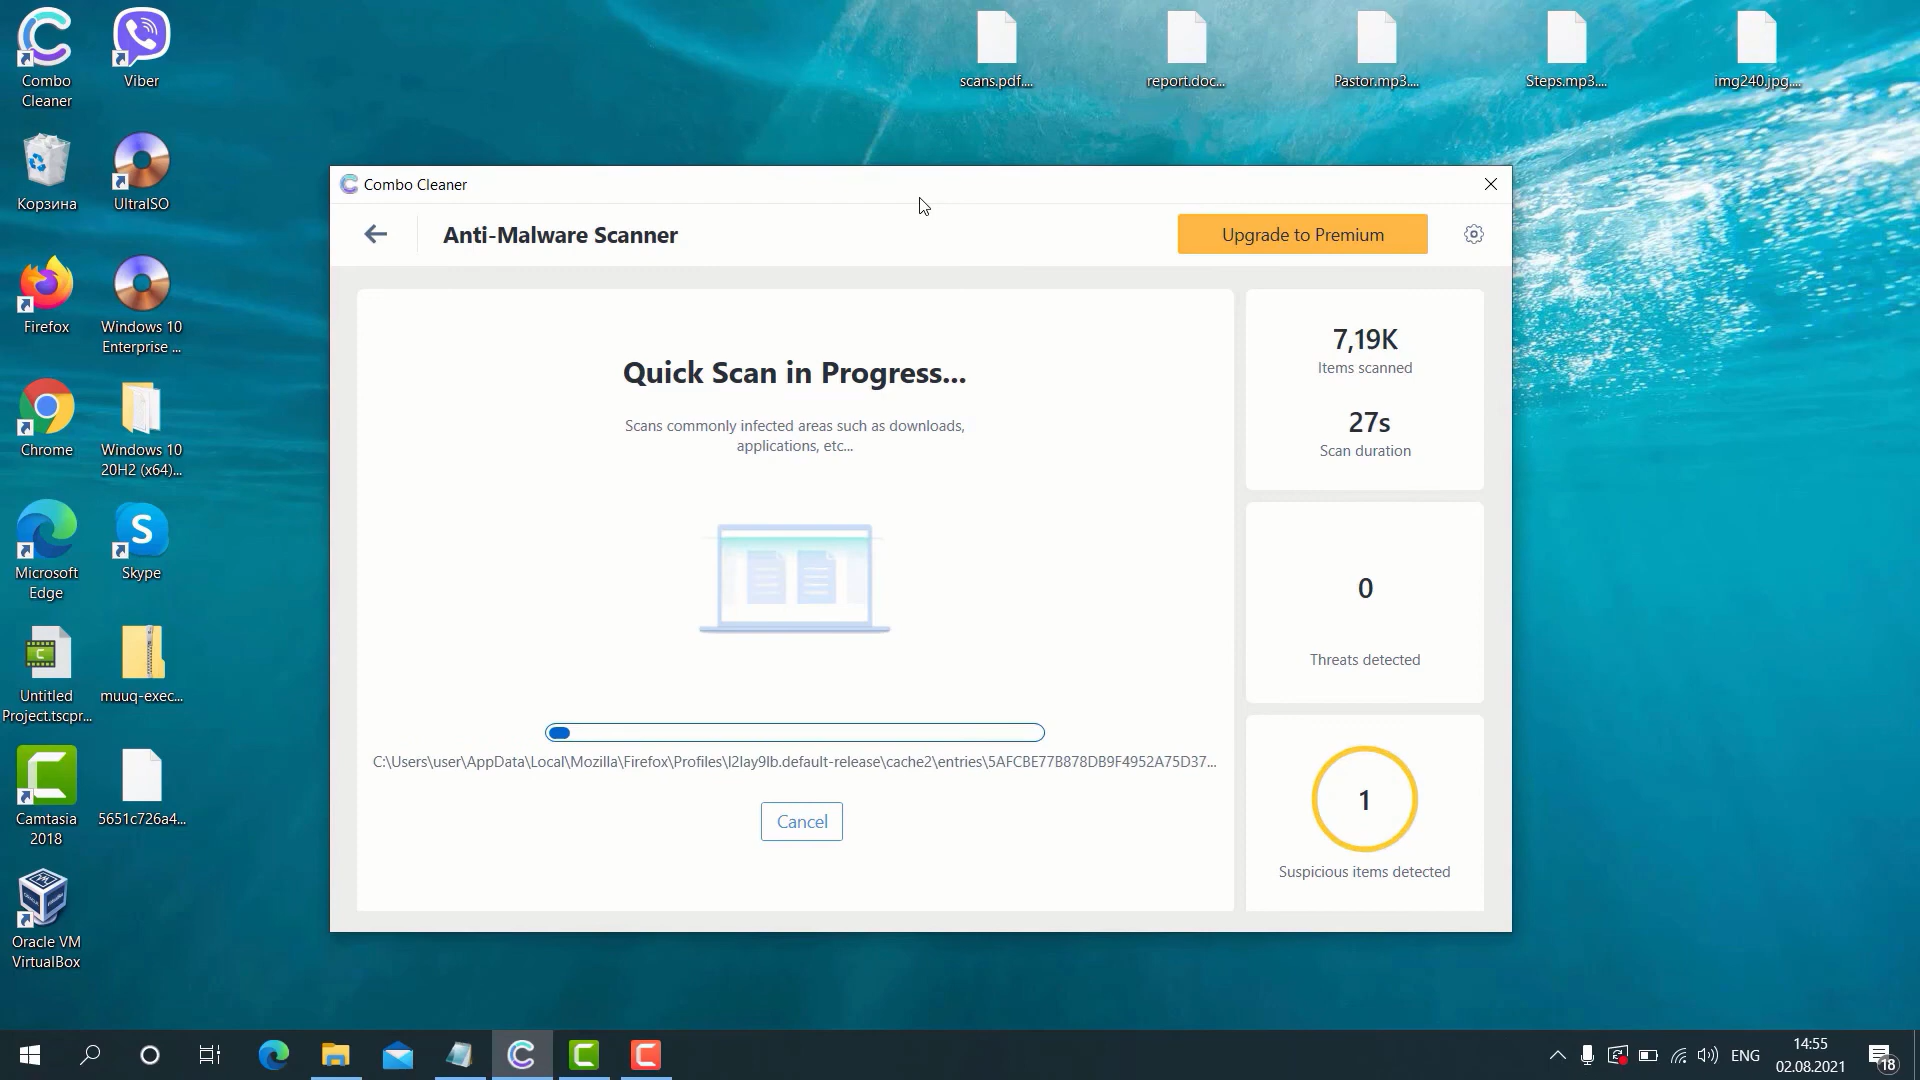 Combo
Cleaner
Viber
Корзина
UltraISO
Firefox
Windows 10
Enterprise ...
Chrome
Windows 10
20H2 (x64)...
Microsoft
Edge
Skype
Untitled
Project.tscpr...
muuq-exec...
Camtasia
2018
5651c726a4...
Oracle VM
VirtualBox
scans.pdf....
report.doc...
Pastor.mp3....
Steps.mp3....
img240.jpg....
Combo Cleaner
Anti-Malware Scanner
Upgrade to Premium
Quick Scan in Progress...
Scans commonly infected areas such as downloads,
applications, etc...
C:\Users\user\AppData\Local\Mozilla\Firefox\Profiles\l2lay9lb.default-release\cache2\entries\5AFCBE77B878DB9F4952A75D37...
Cancel
7,19K
Items scanned
27s
Scan duration
0
Threats detected
1
Suspicious items detected
ENG
14:55
02.08.2021
18